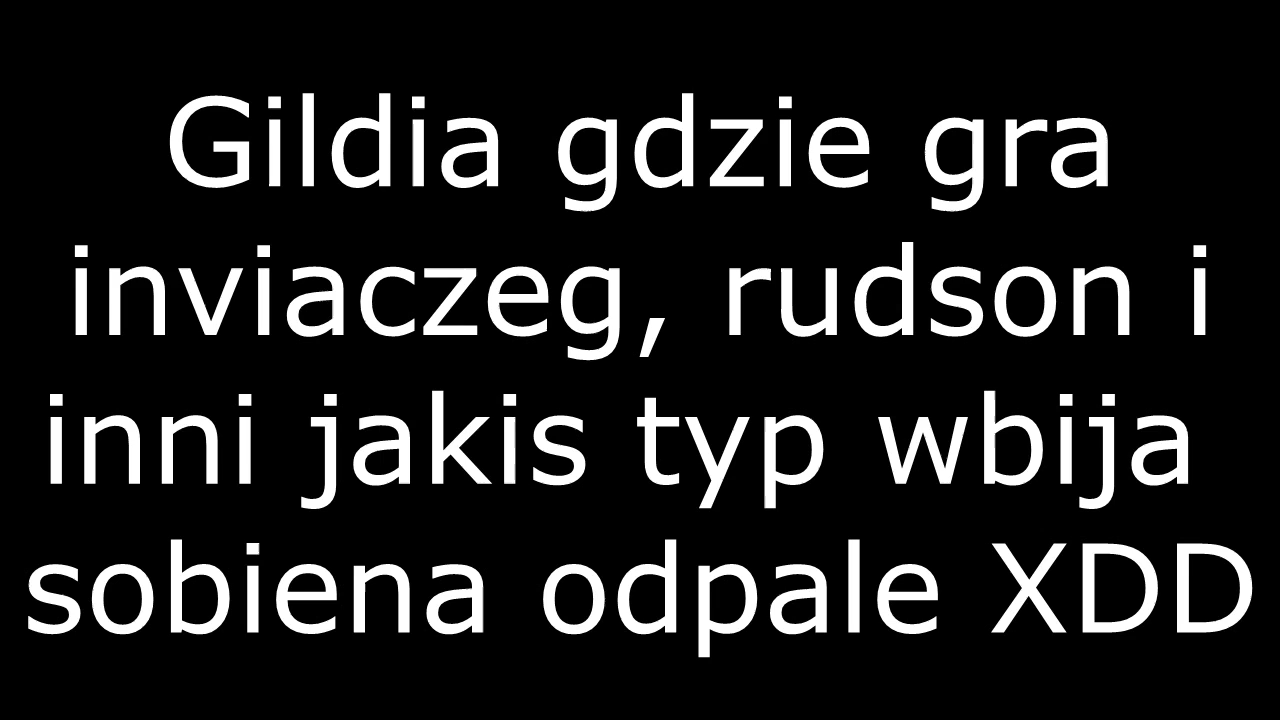 Gildia gdzie gra
inviaczeg, rudson i
inni jakis typ wbija
sobiena odpale XDD